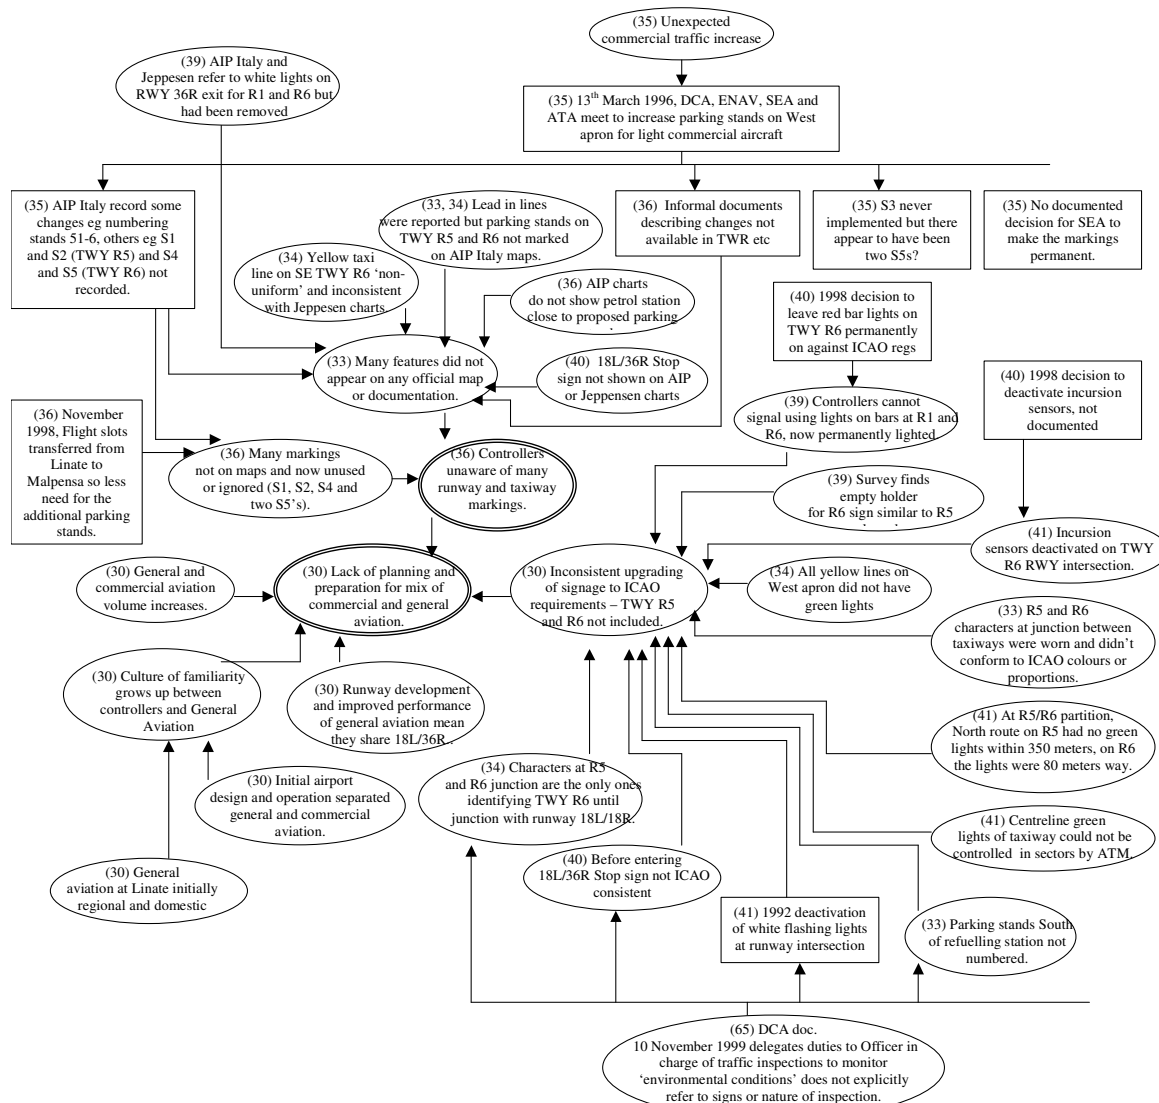 (35) Unexpected
commercial traffic increase
(39) AIP Italy and
Jeppesen refer to white lights on
RWY 36R exit for R1 and R6 but
had been removed
(35) 13th March 1996, DCA, ENAV, SEA and
ATA meet to increase parking stands on West
apron for light commercial aircraft
(35) AIP Italy record some
changes eg numbering
stands 51-6, others eg S1
and S2 (TWY R5) and S4
and S5 (TWY R6) not
recorded.
(33, 34) Lead in lines
were reported but parking stands on
TWY R5 and R6 not marked
on AIP Italy maps.
(36) Informal documents
describing changes not
available in TWR etc
(35) S3 never
implemented but there
appear to have been
two S5s?
(35) No documented
decision for SEA to
make the markings
permanent.
(34) Yellow taxi
line on SE TWY R6 'non-
uniform' and inconsistent
with Jeppesen charts.
(36) AIP charts
do not show petrol station
close to proposed parking
(40) 1998 decision to
leave red bar lights on
TWY R6 permanently
on against ICAO regs
(33) Many features did not
appear on any official map
or documentation.
(40) 18L/36R Stop
sign not shown on AIP
or Jeppensen charts
(40) 1998 decision to
deactivate incursion
sensors, not
documented
(39) Controllers cannot
signal using lights on bars at R1 and
R6, now permanently lighted
(36) November
1998, Flight slots
transferred from
Linate to
Malpensa so less
need for the
additional parking
stands.
(36) Many markings
not on maps and now unused
or ignored (S1, S2, S4 and
two S5's).
(36) Controllers
unaware of many
runway and taxiway
markings.
(39) Survey finds
empty holder
for R6 sign similar to R5
(41) Incursion
sensors deactivated on TWY
R6 RWY intersection.
(30) General and
commercial aviation
volume increases.
(30) Lack of planning and
preparation for mix of
commercial and general
aviation.
(30) Inconsistent upgrading
of signage to ICAO
requirements – TWY R5
and R6 not included.
(34) All yellow lines on
West apron did not have
green lights
(33) R5 and R6
characters at junction between
taxiways were worn and didn't
conform to ICAO colours or
proportions.
(30) Culture of familiarity
grows up between
controllers and General
Aviation
(30) Runway development
and improved performance
of general aviation mean
they share 18L/36R..
(41) At R5/R6 partition,
North route on R5 had no green
lights within 350 meters, on R6
the lights were 80 meters way.
(34) Characters at R5
and R6 junction are the only ones
identifying TWY R6 until
junction with runway 18L/18R.
(30) Initial airport
design and operation separated
general and commercial
aviation.
(41) Centreline green
lights of taxiway could not be
controlled in sectors by ATM.
(30) General
aviation at Linate initially
regional and domestic
(40) Before entering
18L/36R Stop sign not ICAO
consistent
(41) 1992 deactivation
of white flashing lights
at runway intersection
(33) Parking stands South
of refuelling station not
numbered.
(65) DCA doc.
10 November 1999 delegates duties to Officer in
charge of traffic inspections to monitor
'environmental conditions' does not explicitly
refer to signs or nature of inspection.